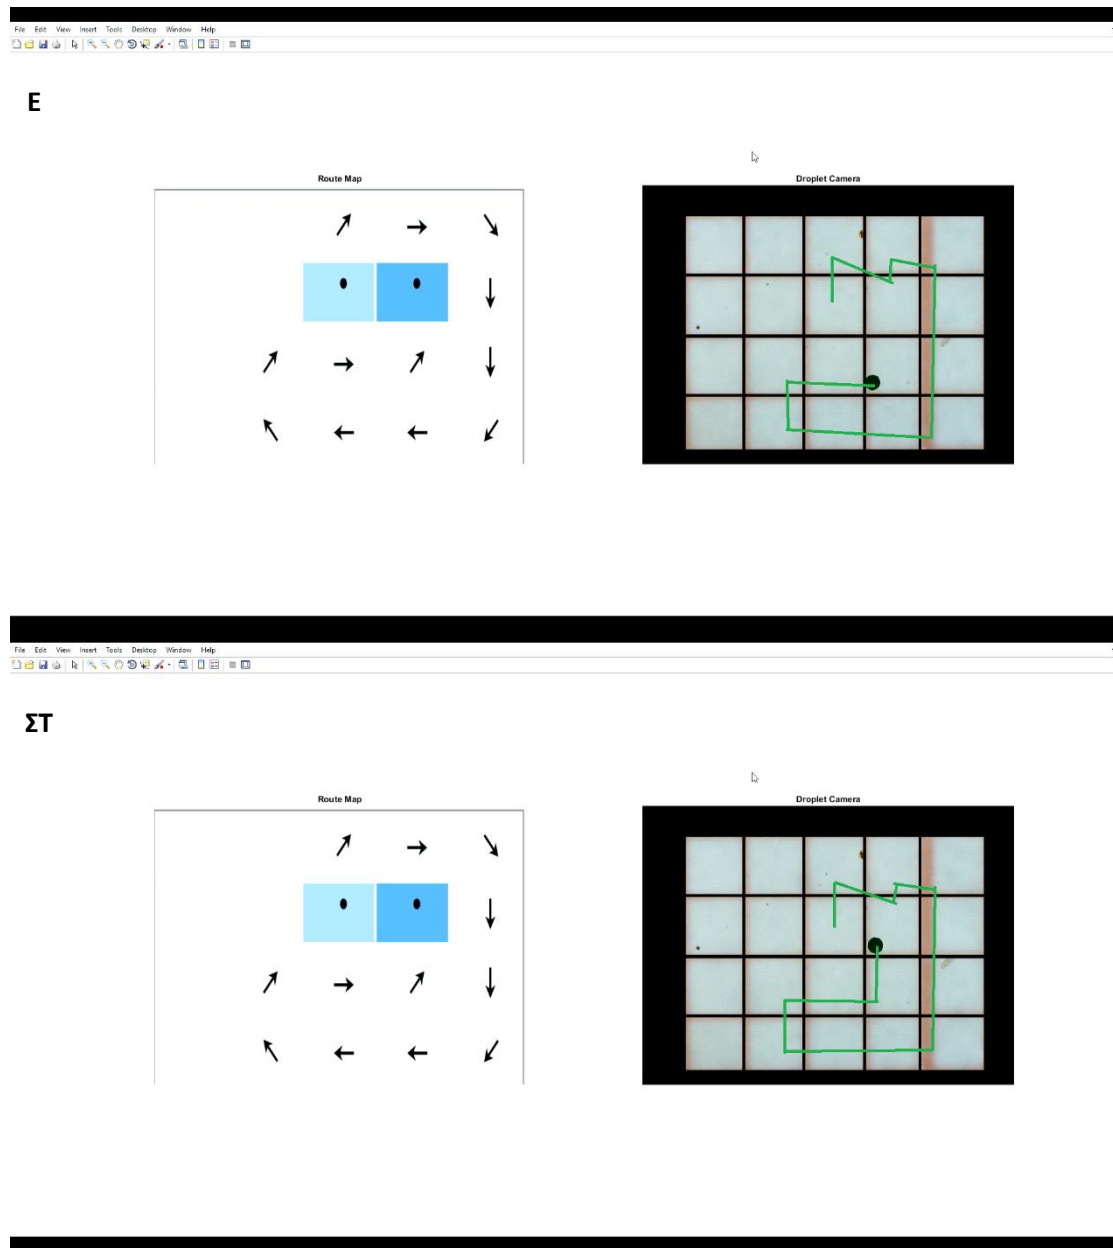 File Edit View Insert Tools Desktop Window Help
Ε
Route Map
Droplet Camera
File Edit View Insert Tools Desktop Window Help
ΣΤ
Route Map
Droplet Camera